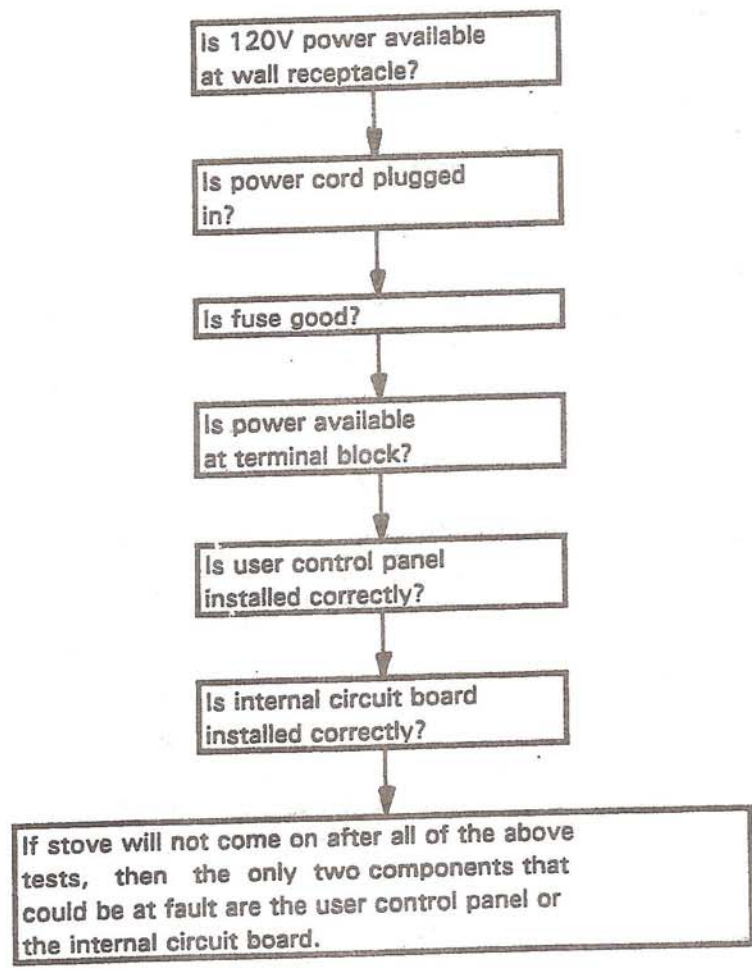 Is 120V power available
at wall receptacle?
Is power cord plugged
in?
Is fuse good?
Is power available
at terminal block?
Is user control panel
installed correctly?
Is internal circuit board
installed correctly?
If stove will not come on after all of the above
tests, then the only two components that
could be at fault are the user control panel or
the internal circuit board.